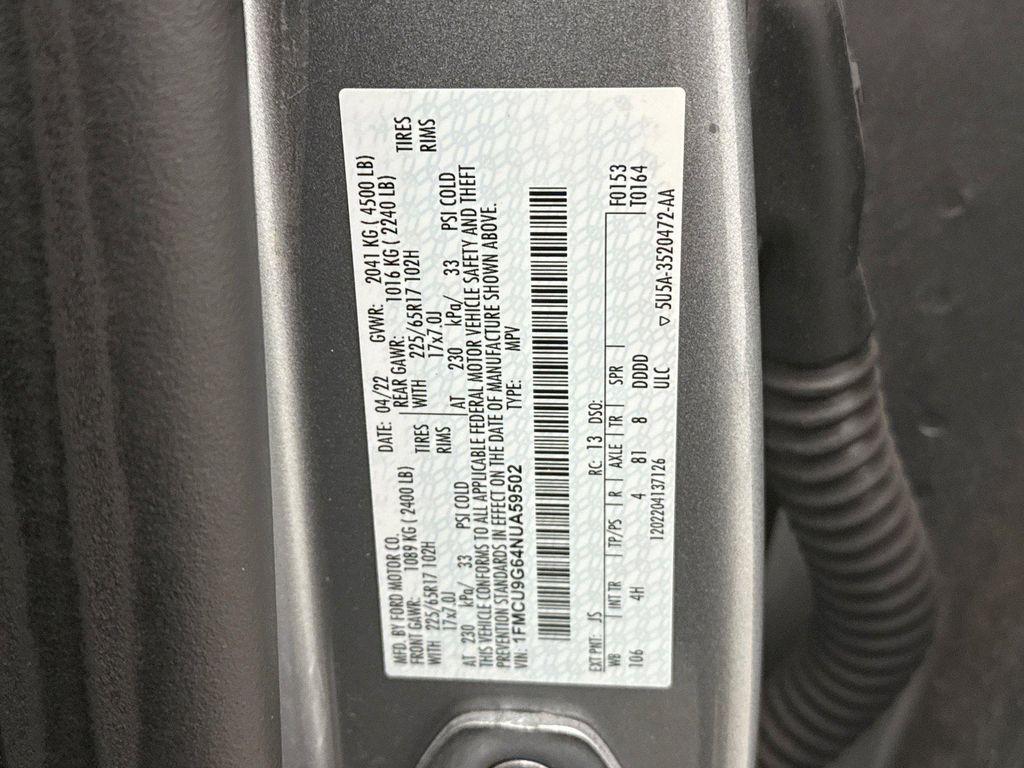 MFD. BY FORD MOTOR CO.
DATE: 04/22 GVWR: 2041 KG ( 4500 LB)
FRONT GAWR: 1089 KG (2400 LB) REAR GAWR: 1016 KG ( 2240 LB)
WITH 225/65R17 102H TIRES WITH 225/65R17 102H TIRES
17x7.0J RIMS 17x7.0J RIMS
AT 230 kPa/ 33 PSI COLD AT 230 kPa/ 33 PSI COLD
THIS VEHICLE CONFORMS TO ALL APPLICABLE FEDERAL MOTOR VEHICLE SAFETY AND THEFT
PREVENTION STANDARDS IN EFFECT ON THE DATE OF MANUFACTURE SHOWN ABOVE.
VIN: 1FMCU9G64NUA59502 TYPE: MPV
EXT PNT: JS RC: 13 DSO: F0153
WB INT TR TP/PS R AXLE TR SPR T0164
106 4H 4 81 8 DDDD
1202204137126 ULC ▽ 5U5A-3520472-AA